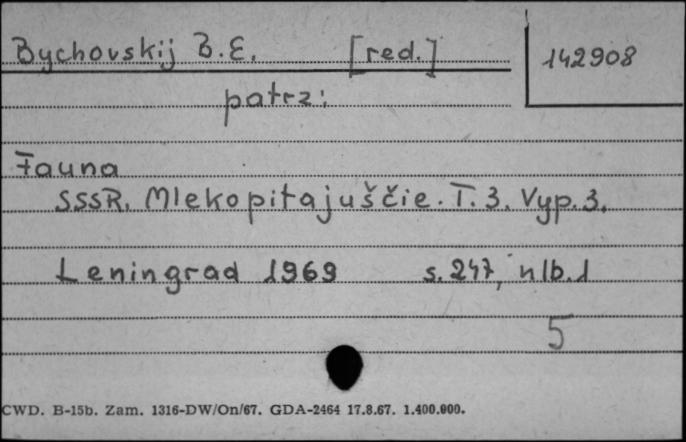 Bychovskij B.E. [red.] 142908
patrz:
Fauna
SSSR. Mlekopitajuščie. T.3. Vyp.3.
Leningrad 1969 s.247, nlb.1
5
CWD. B-15b. Zam. 1316-DW/On/67. GDA-2464 17.8.67. 1.400.000.